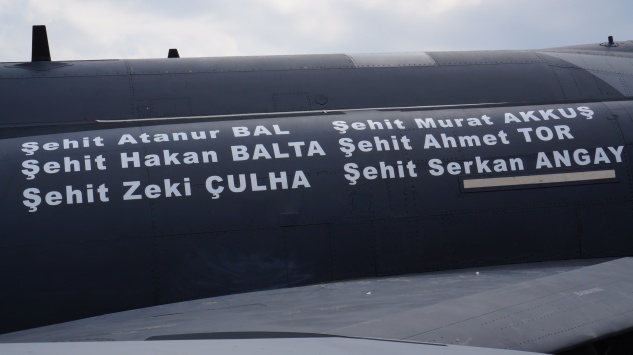 Şehit Atanur BAL
Şehit Hakan BALTA
Şehit Zeki ÇULHA
Şehit Murat AKKUŞ
Şehit Ahmet TOR
Şehit Serkan ANGAY